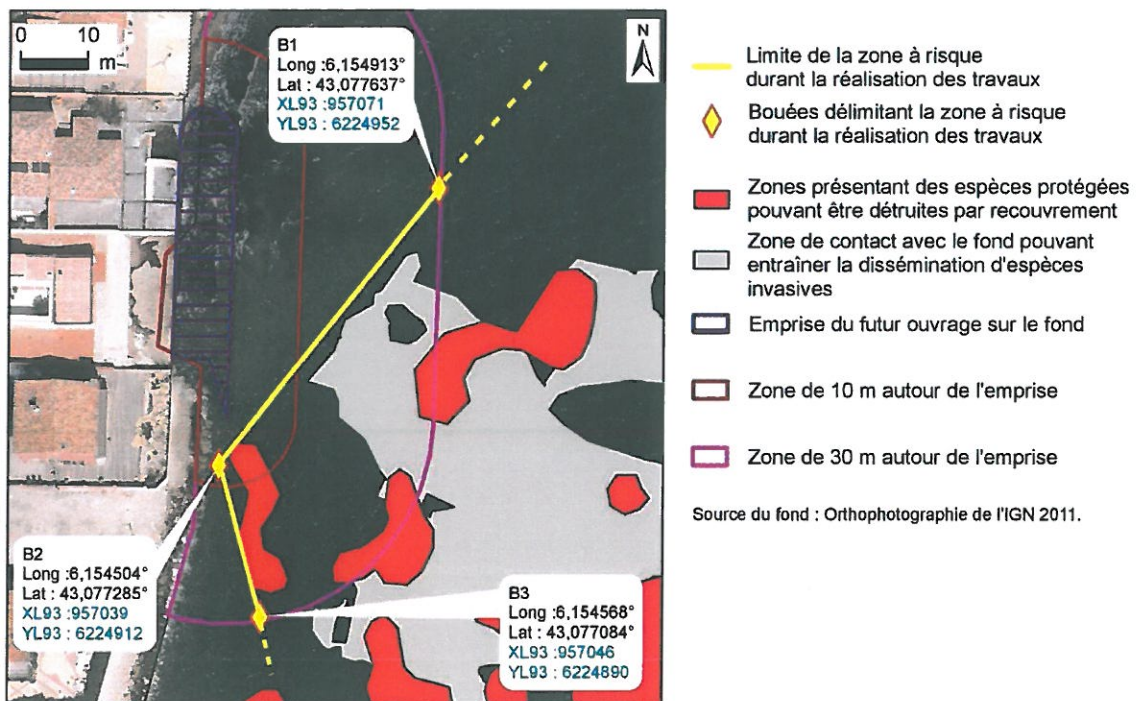 0 10
m
N
B1
Long :6,154913°
Lat : 43,077637°
XL93 :957071
YL93 : 6224952
B2
Long :6,154504°
Lat : 43,077285°
XL93 :957039
YL93 : 6224912
B3
Long :6,154568°
Lat : 43,077084°
XL93 :957046
YL93 : 6224890
Limite de la zone à risque
durant la réalisation des travaux
Bouées délimitant la zone à risque
durant la réalisation des travaux
Zones présentant des espèces protégées
pouvant être détruites par recouvrement
Zone de contact avec le fond pouvant
entraîner la dissémination d'espèces
invasives
Emprise du futur ouvrage sur le fond
Zone de 10 m autour de l'emprise
Zone de 30 m autour de l'emprise
Source du fond : Orthophotographie de l'IGN 2011.